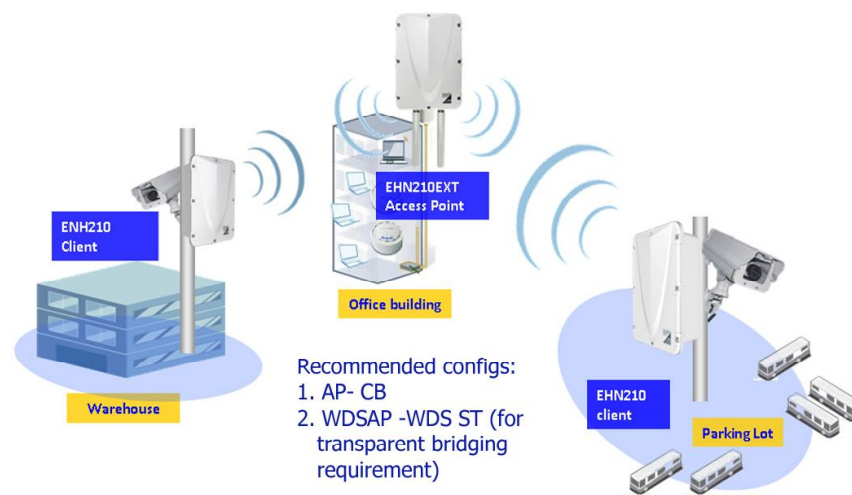 EHN210EXT
Access Point
ENH210
Client
Office building
Warehouse
Recommended configs:
1. AP- CB
2. WDSAP -WDS ST (for
transparent bridging
requirement)
EHN210
client
Parking Lot